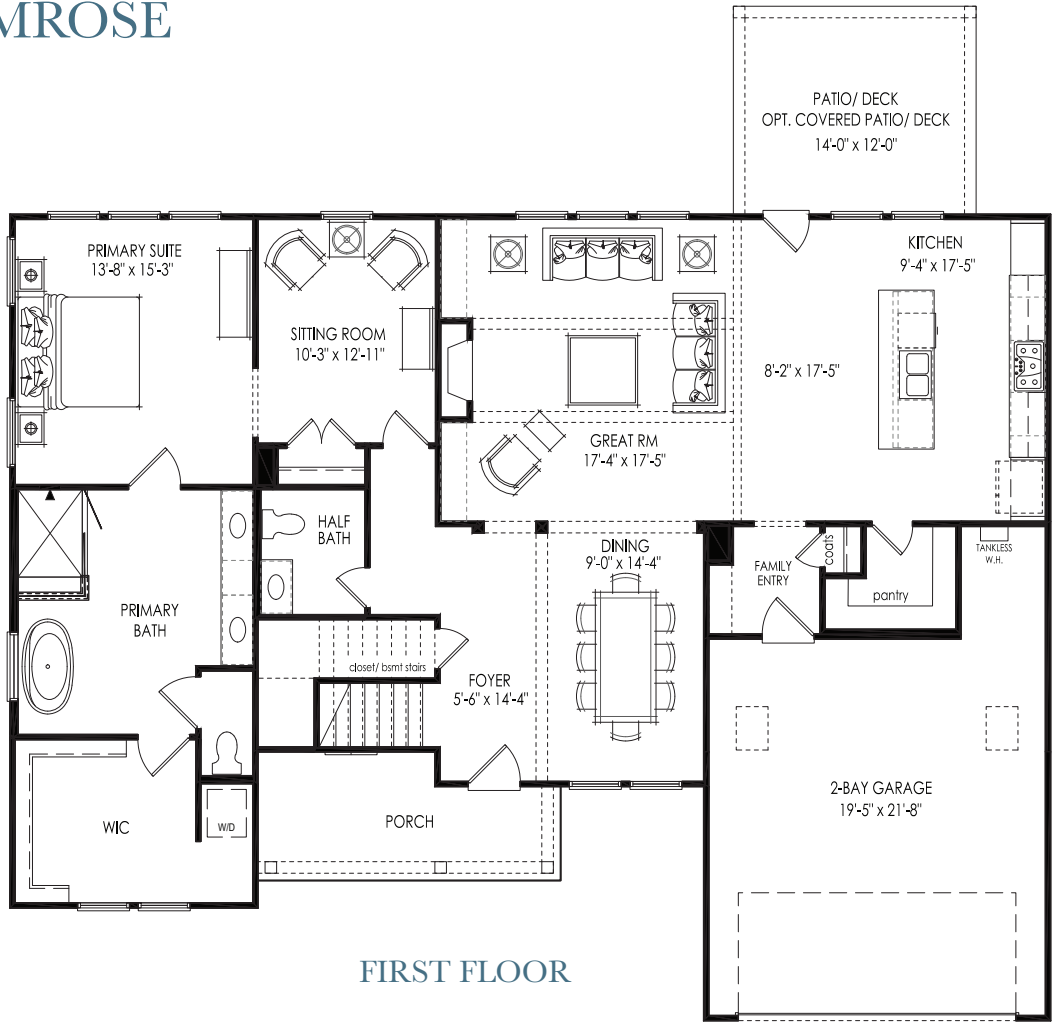 MROSE
PATIO/ DECK
OPT. COVERED PATIO/ DECK
14'-0" x 12'-0"
PRIMARY SUITE
13'-8" x 15'-3"
SITTING ROOM
10'-3" x 12'-11"
KITCHEN
9'-4" x 17'-5"
8'-2" x 17'-5"
GREAT RM
17'-4" x 17'-5"
HALF
BATH
DINING
9'-0" x 14'-4"
FAMILY
ENTRY
coats
pantry
TANKLESS
W.H.
PRIMARY
BATH
closet/ bsmt stairs
FOYER
5'-6" x 14'-4"
WIC
W/D
PORCH
2-BAY GARAGE
19'-5" x 21'-8"
FIRST FLOOR